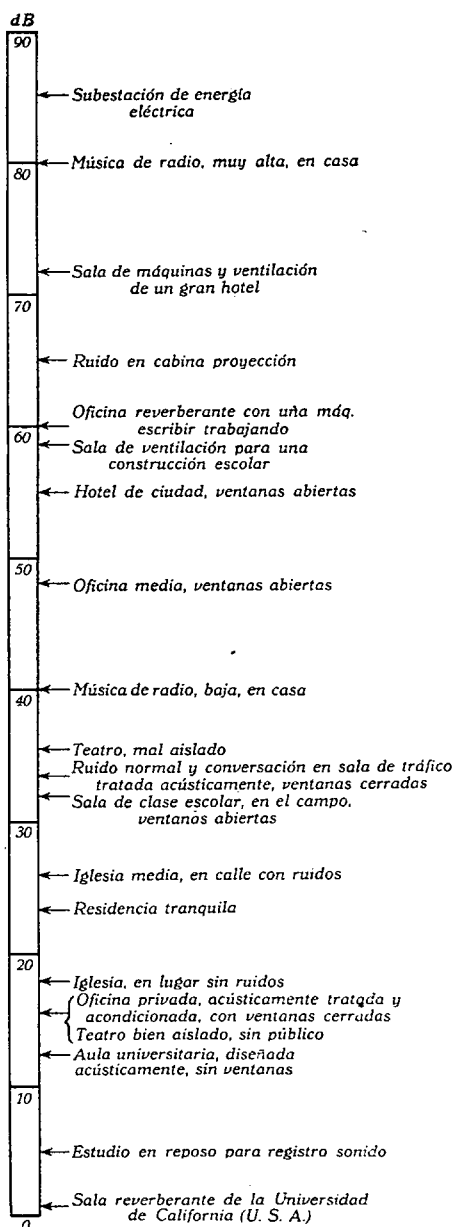 dB
90
Subestación de energía
eléctrica
80
Música de radio, muy alta, en casa
Sala de máquinas y ventilación
de un gran hotel
70
Ruido en cabina proyección
Oficina reverberante con una máq.
escribir trabajando
60
Sala de ventilación para una
construcción escolar
Hotel de ciudad, ventanas abiertas
50
Oficina media, ventanas abiertas
Música de radio, baja, en casa
40
Teatro, mal aislado
Ruido normal y conversación en sala de tráfico
tratada acústicamente, ventanas cerradas
Sala de clase escolar, en el campo,
ventanas abiertas
30
Iglesia media, en calle con ruidos
Residencia tranquila
20
Iglesia, en lugar sin ruidos
Oficina privada, acústicamente tratada y
acondicionada, con ventanas cerradas
Teatro bien aislado, sin público
Aula universitaria, diseñada
acústicamente, sin ventanas
10
Estudio en reposo para registro sonido
Sala reverberante de la Universidad
de California (U. S. A.)
0